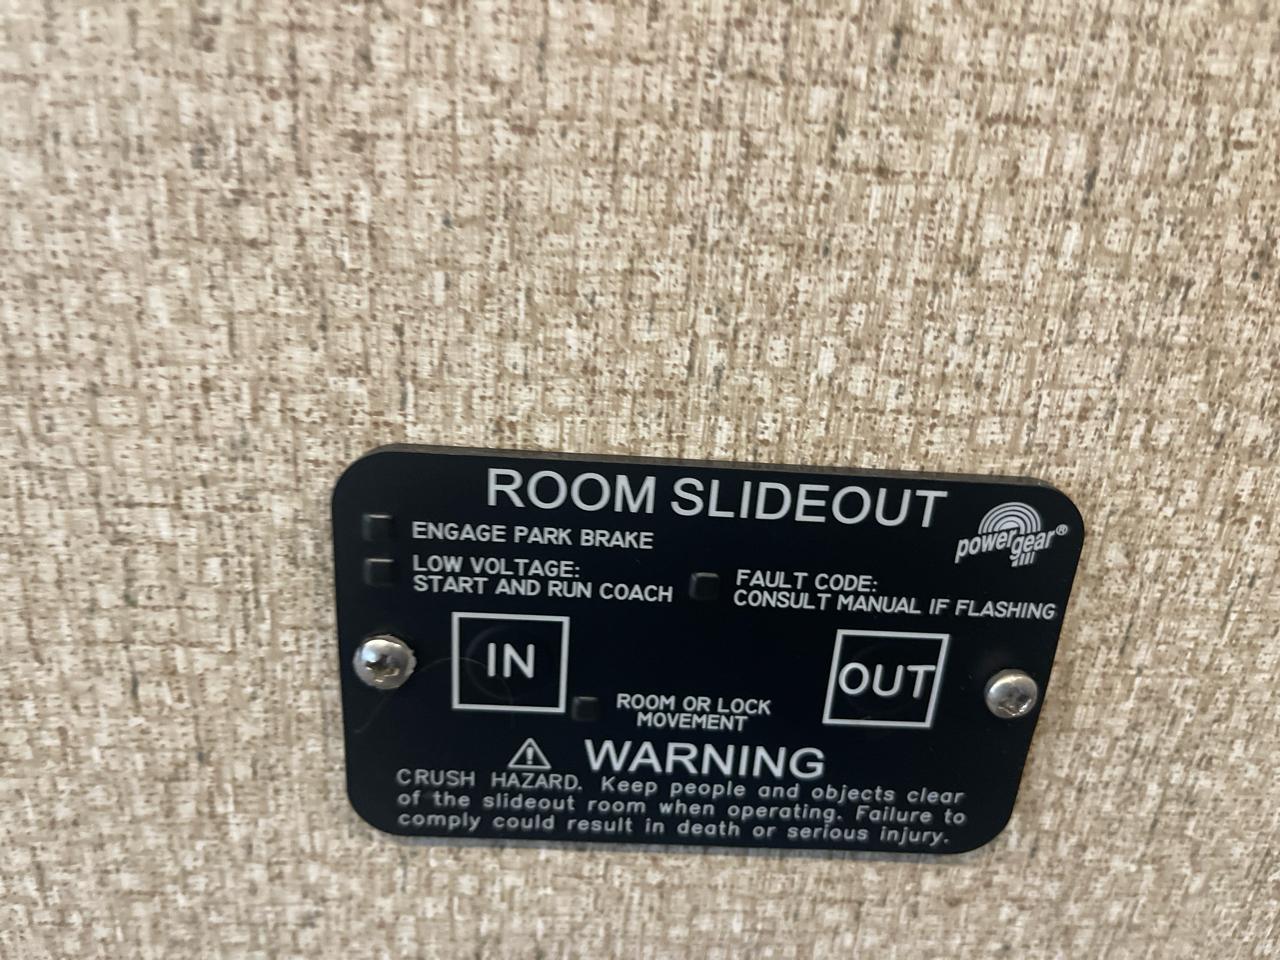 ROOM SLIDEOUT
ENGAGE PARK BRAKE
powergear®
LOW VOLTAGE:
START AND RUN COACH
FAULT CODE:
CONSULT MANUAL IF FLASHING
IN
OUT
ROOM OR LOCK
MOVEMENT
WARNING
CRUSH HAZARD. Keep people and objects clear
of the slideout room when operating. Failure to
comply could result in death or serious injury.